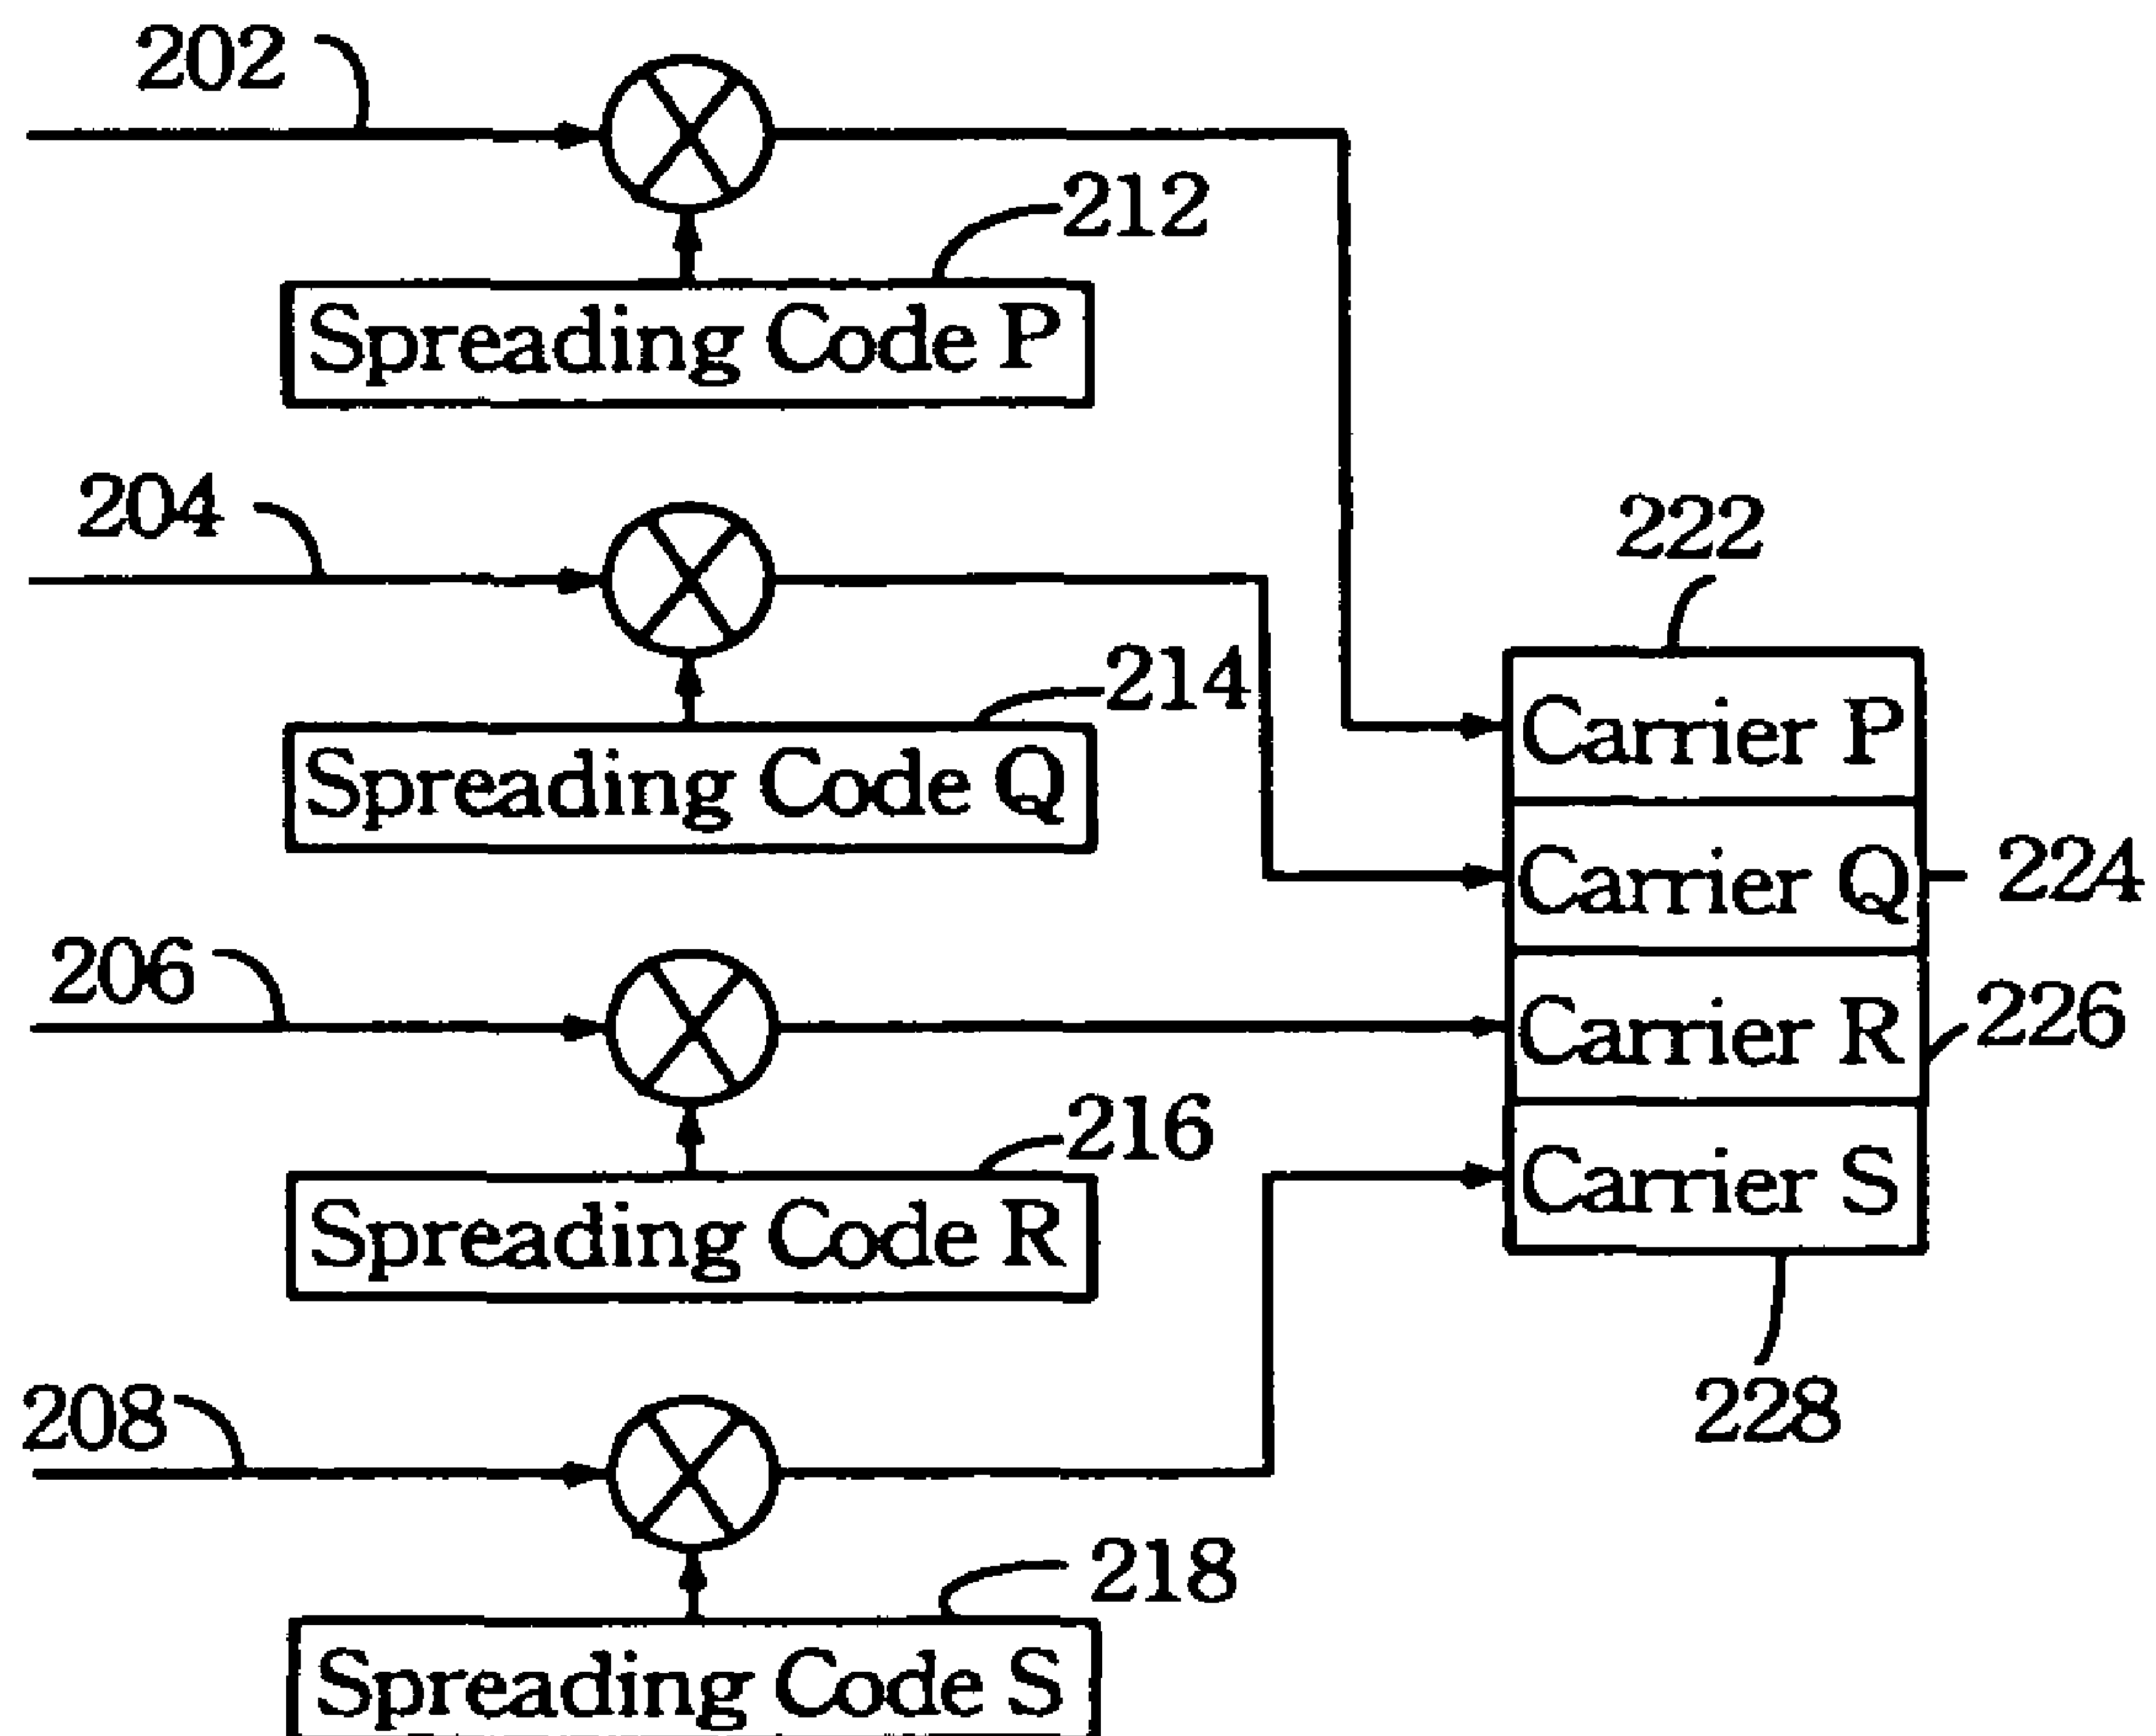 202
212
Spreading Code P
204
222
214
Spreading Code Q
Carrier P
Carrier Q
224
206
Carrier R
226
216
Spreading Code R
Carrier S
208
228
218
Spreading Code S